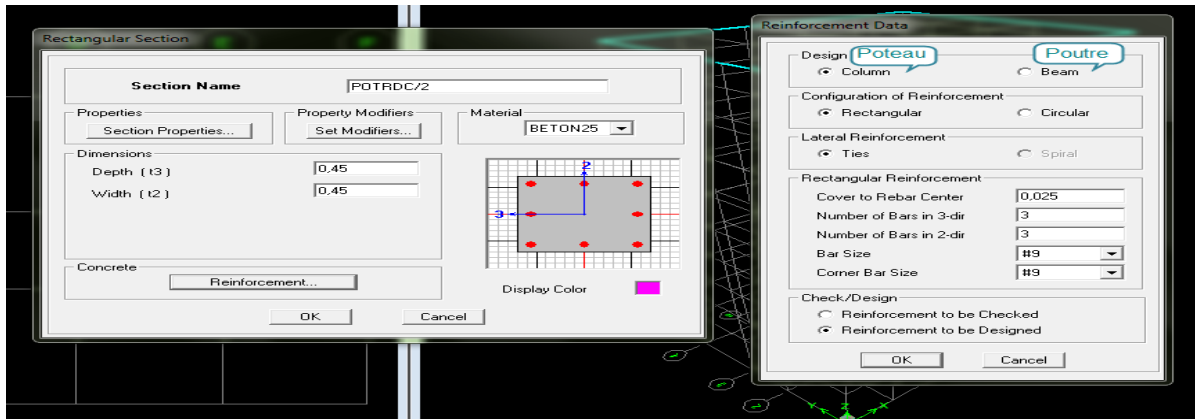 Rectangular Section
Section Name POTRDC/2
Properties Property Modifiers Material
Section Properties... Set Modifiers... BETON25
Dimensions
Depth ( t3 ) 0,45
Width ( t2 ) 0,45
2
3
Concrete
Reinforcement...
Display Color
OK Cancel
Reinforcement Data
Design Poteau Poutre
Column Beam
Configuration of Reinforcement
Rectangular Circular
Lateral Reinforcement
Ties Spiral
Rectangular Reinforcement
Cover to Rebar Center 0,025
Number of Bars in 3-dir 3
Number of Bars in 2-dir 3
Bar Size #9
Corner Bar Size #9
Check/Design
Reinforcement to be Checked
Reinforcement to be Designed
OK Cancel
Y Z X